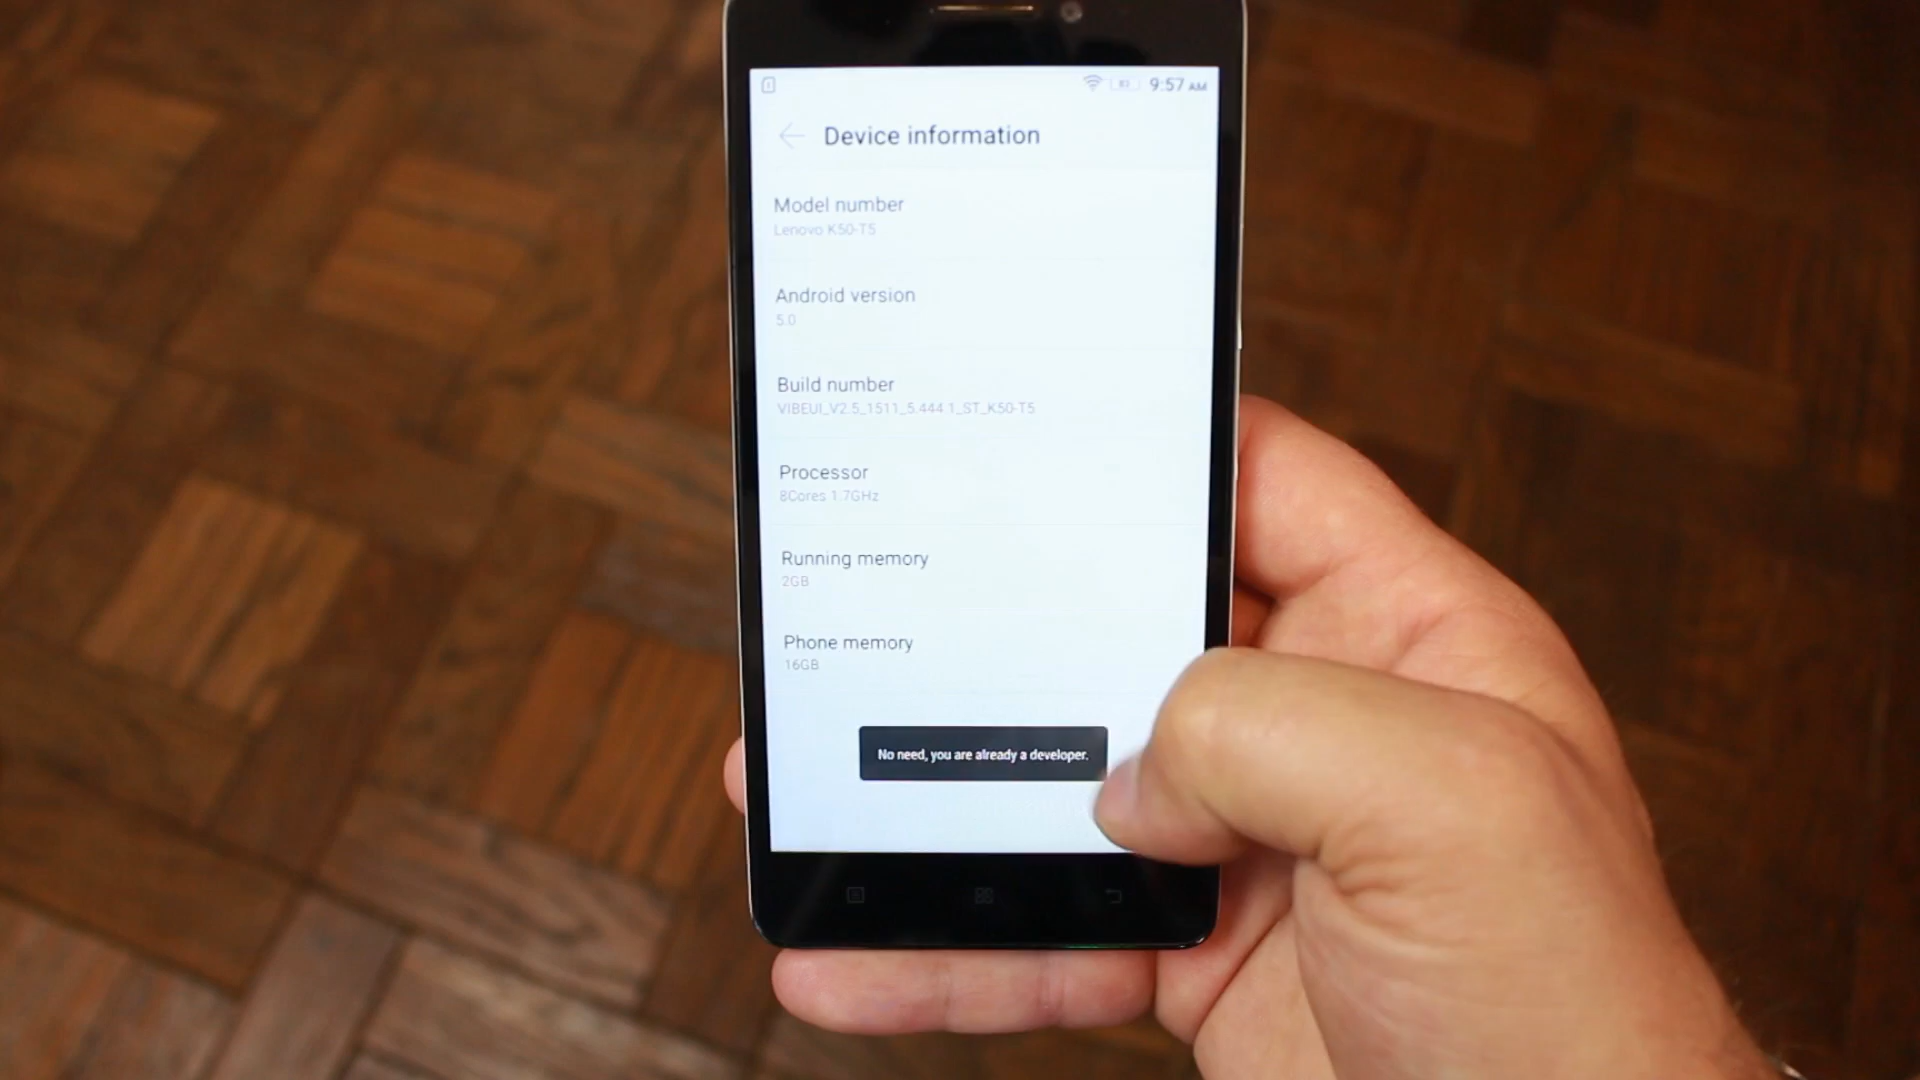 83 9:57 AM
Device information
Model number
Lenovo K50-T5
Android version
5.0
Build number
VIBEUI_V2.5_1511_5.444.1_ST_K50-T5
Processor
8Cores 1.7GHz
Running memory
2GB
Phone memory
16GB
No need, you are already a developer.